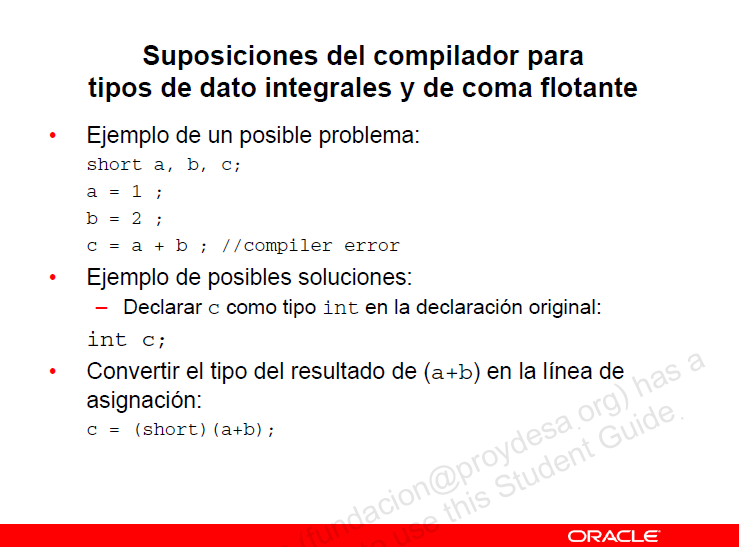 Suposiciones del compilador para
tipos de dato integrales y de coma flotante
• Ejemplo de un posible problema:
short a, b, c;
a = 1 ;
b = 2 ;
c = a + b ; //compiler error
• Ejemplo de posibles soluciones:
– Declarar c como tipo int en la declaración original:
int c;
• Convertir el tipo del resultado de (a+b) en la línea de
asignación:
c = (short)(a+b);
(fundacion@proydesa.org) has a
use this Student Guide.
ORACLE